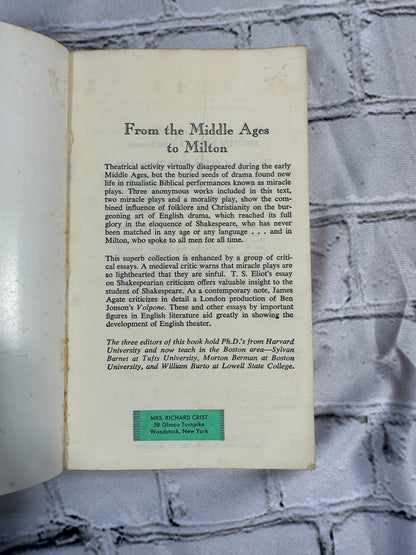 From the Middle Ages
to Milton
Theatrical activity virtually disappeared during the early
Middle Ages, but the buried seeds of drama found new
life in ritualistic Biblical performances known as miracle
plays. Three anonymous works included in this text,
two miracle plays and a morality play, show the com-
bined influence of folklore and Christianity on the bur-
geoning art of English drama, which reached its full
glory in the eloquence of Shakespeare, who has never
been matched in any age or any language . . . and in
Milton, who spoke to all men for all time.
This superb collection is enhanced by a group of criti-
cal essays. A medieval critic warns that miracle plays are
so lighthearted that they are sinful. T. S. Eliot's essay
on Shakespearian criticism offers valuable insight to the
student of Shakespeare. As a contemporary note, James
Agate criticizes in detail a London production of Ben
Jonson's Volpone. These and other essays by important
figures in English literature aid greatly in showing the
development of English theater.
The three editors of this book hold Ph.D.'s from Harvard
University and now teach in the Boston area—Sylvan
Barnet at Tufts University, Morton Berman at Boston
University, and William Burto at Lowell State College.
MRS. RICHARD CRIST
58 Glasco Turnpike
Woodstock, New York